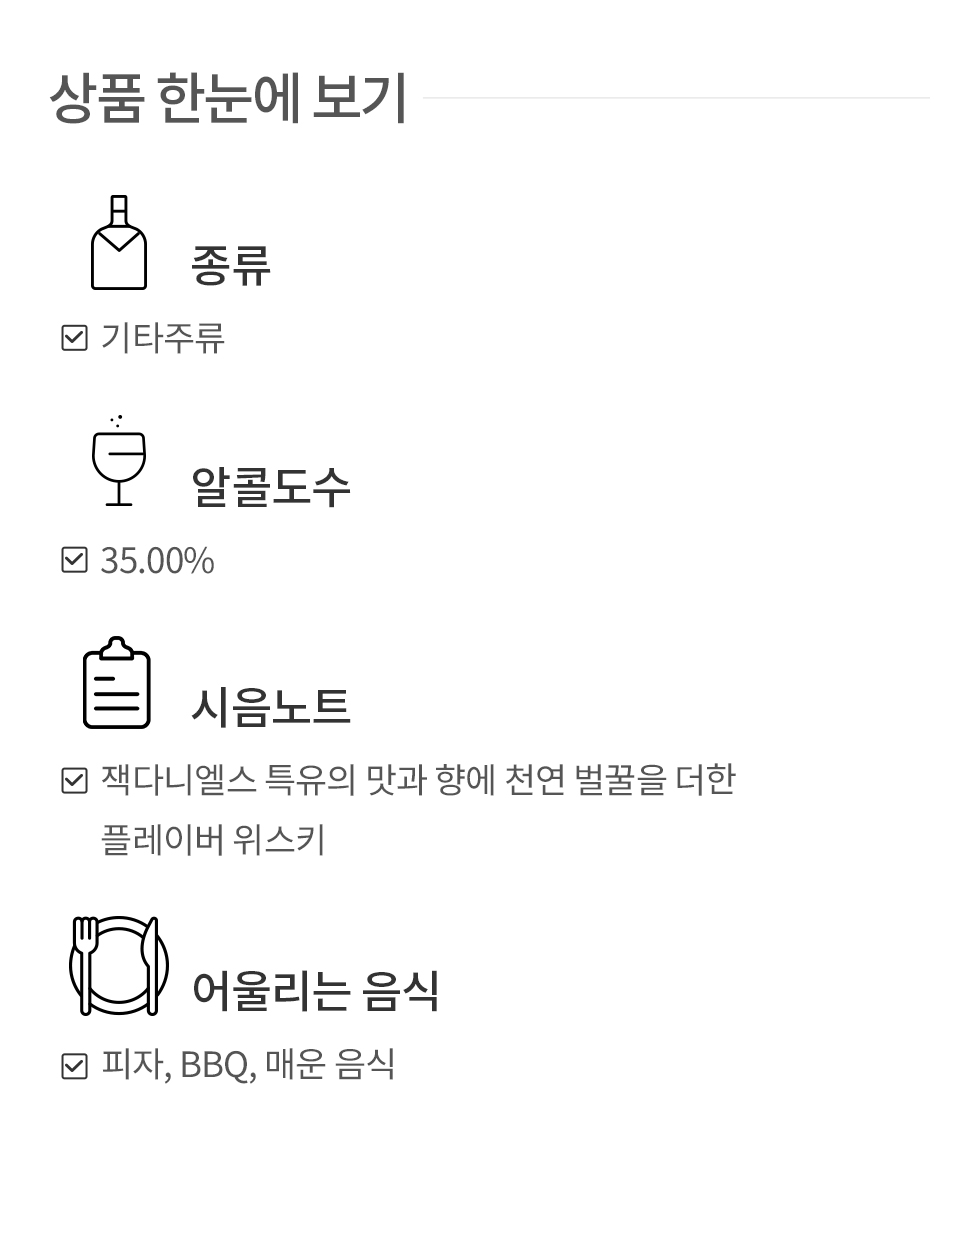 상품 한눈에 보기
종류
기타주류
알콜도수
35.00%
시음노트
잭다니엘스 특유의 맛과 향에 천연 벌꿀을 더한
플레이버 위스키
어울리는 음식
피자, BBQ, 매운 음식